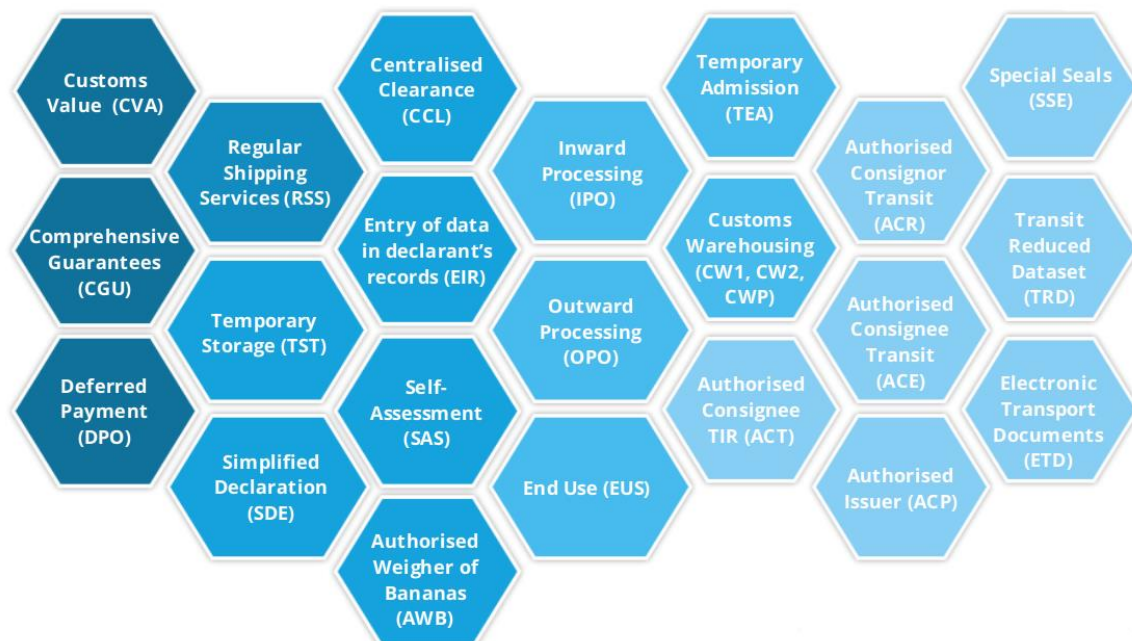 Customs
Value (CVA)
Comprehensive
Guarantees
(CGU)
Deferred
Payment
(DPO)
Regular
Shipping
Services (RSS)
Temporary
Storage (TST)
Simplified
Declaration
(SDE)
Centralised
Clearance
(CCL)
Entry of data
in declarant's
records (EIR)
Self-
Assessment
(SAS)
Authorised
Weigher of
Bananas
(AWB)
Inward
Processing
(IPO)
Outward
Processing
(OPO)
End Use (EUS)
Temporary
Admission
(TEA)
Customs
Warehousing
(CW1, CW2,
CWP)
Authorised
Consignee
TIR (ACT)
Authorised
Consignor
Transit
(ACR)
Authorised
Consignee
Transit
(ACE)
Authorised
Issuer (ACP)
Special Seals
(SSE)
Transit
Reduced
Dataset
(TRD)
Electronic
Transport
Documents
(ETD)